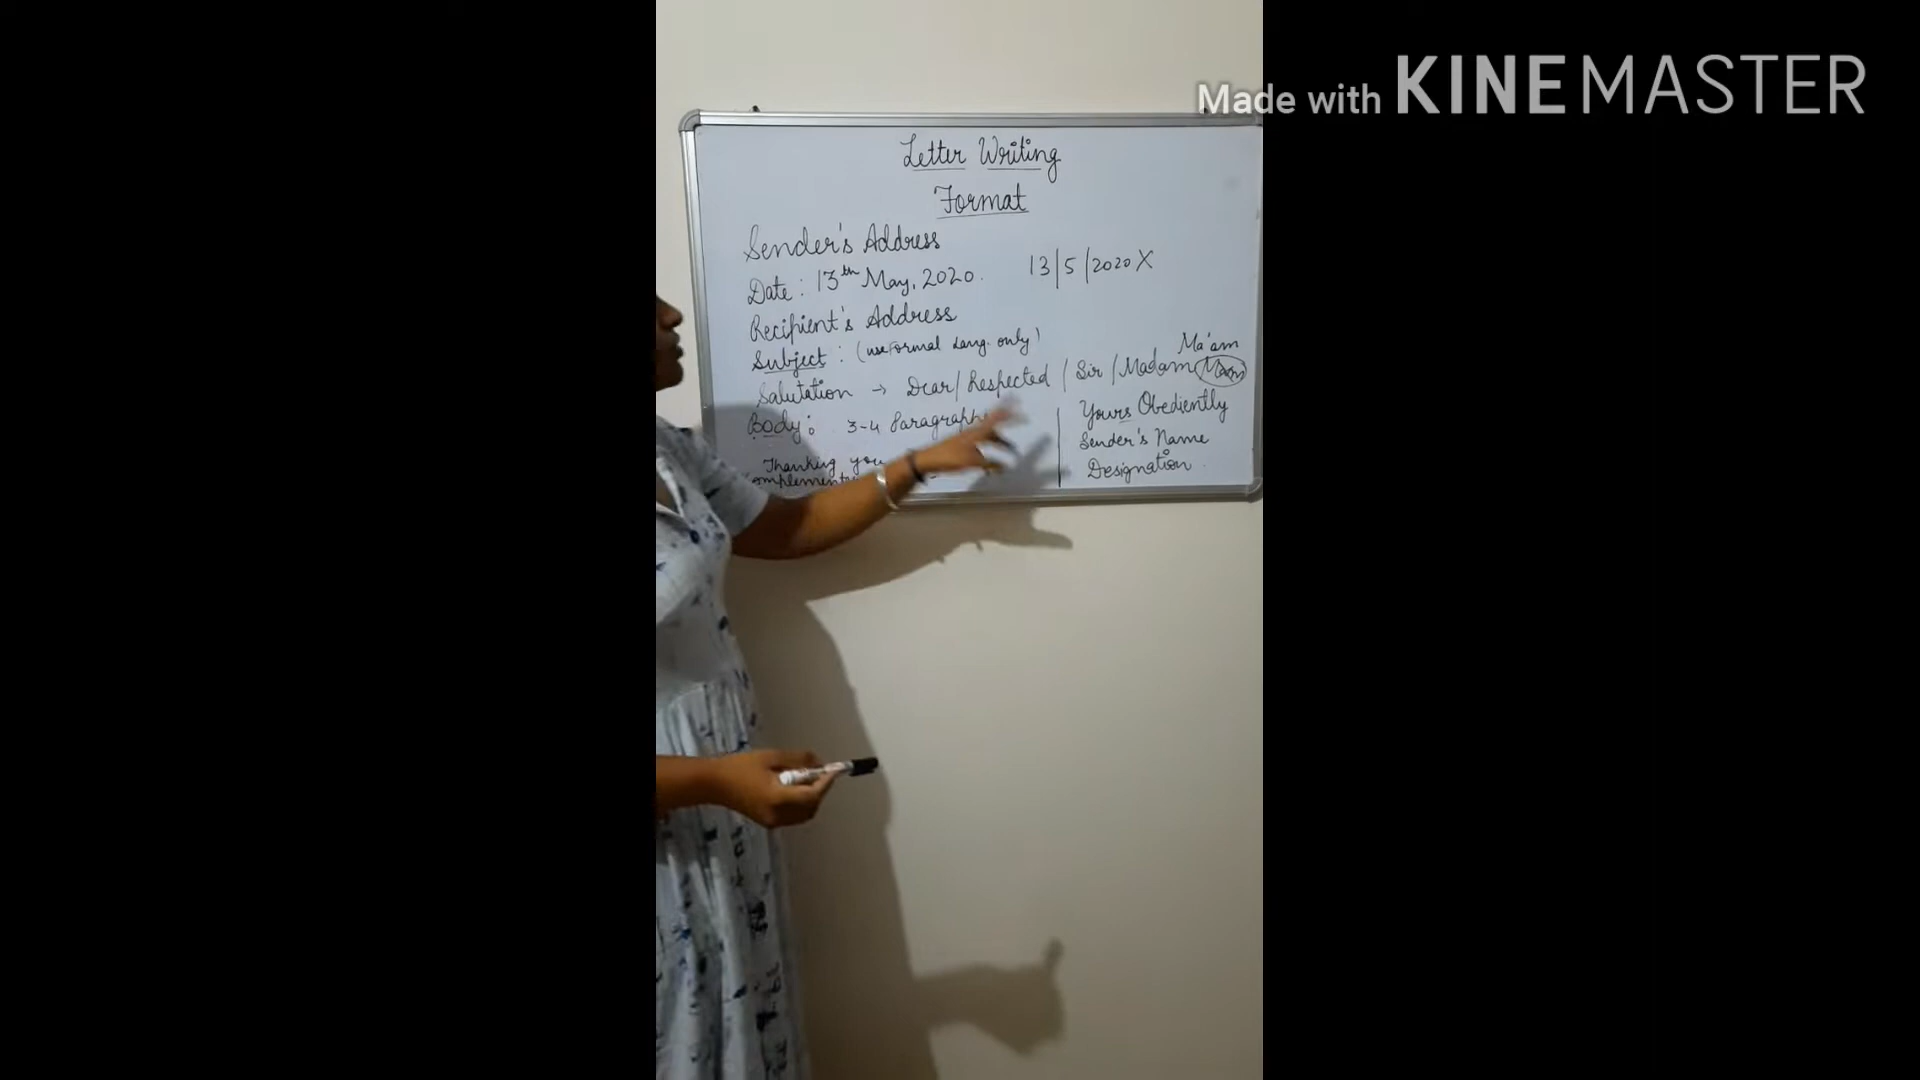 Made with KINEMASTER
Letter Writing
Format
Sender's Address
Date: 13th May, 2020. 13/5/2020 X
Recipient's Address
Subject: (use formal Lang. only)
Ma'am
Salutation → Dear/Respected / Sir / Madam Mam
Body: 3-4 Paragraphs
Thanking you
Yours Obediently
Sender's Name
Designation.